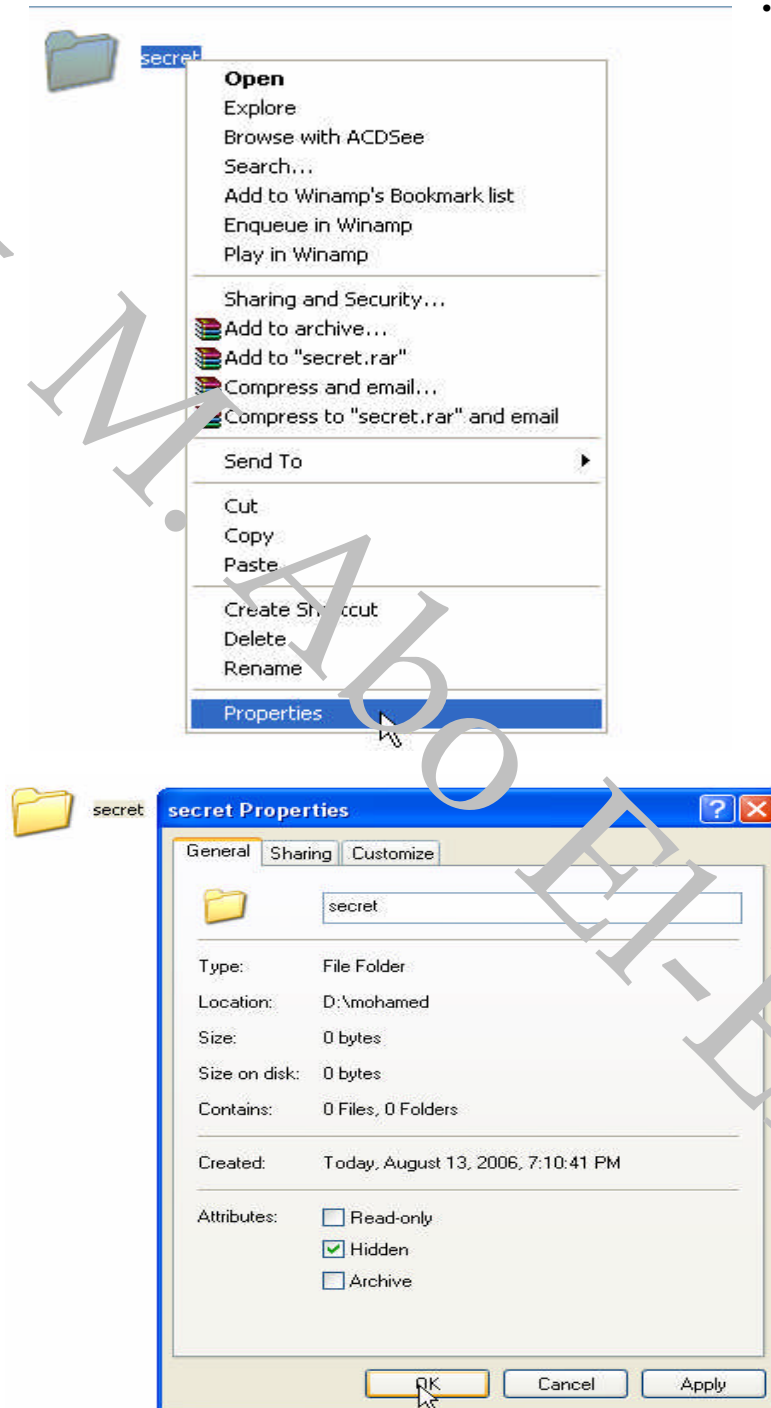 •
secret
Open
Explore
Browse with ACDSee
Search...
Add to Winamp's Bookmark list
Enqueue in Winamp
Play in Winamp
Sharing and Security...
Add to archive...
Add to "secret.rar"
Compress and email...
Compress to "secret.rar" and email
Send To
Cut
Copy
Paste
Create Shortcut
Delete
Rename
Properties
secret
secret Properties
General Sharing Customize
secret
Type: File Folder
Location: D:\mohamed
Size: 0 bytes
Size on disk: 0 bytes
Contains: 0 Files, 0 Folders
Created: Today, August 13, 2006, 7:10:41 PM
Attributes: Read-only
Hidden
Archive
OK Cancel Apply
M. Abo El-E